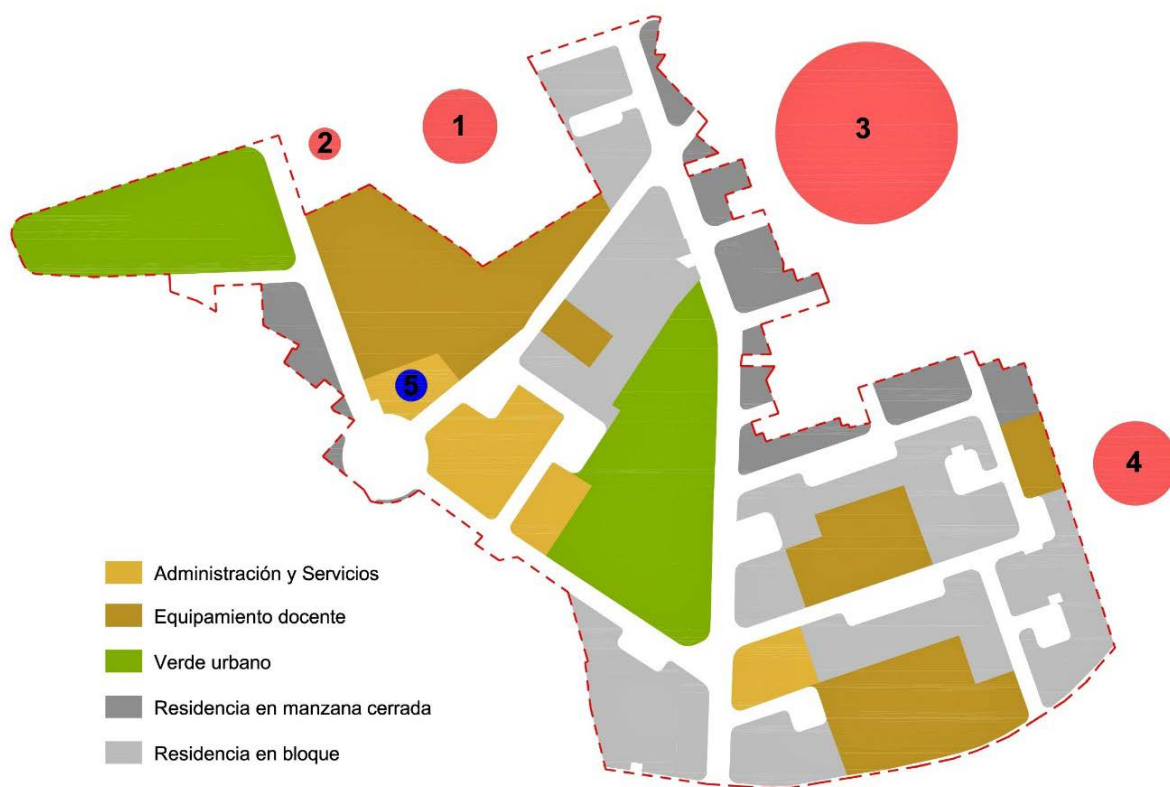 1
2
3
4
5
Administración y Servicios
Equipamiento docente
Verde urbano
Residencia en manzana cerrada
Residencia en bloque